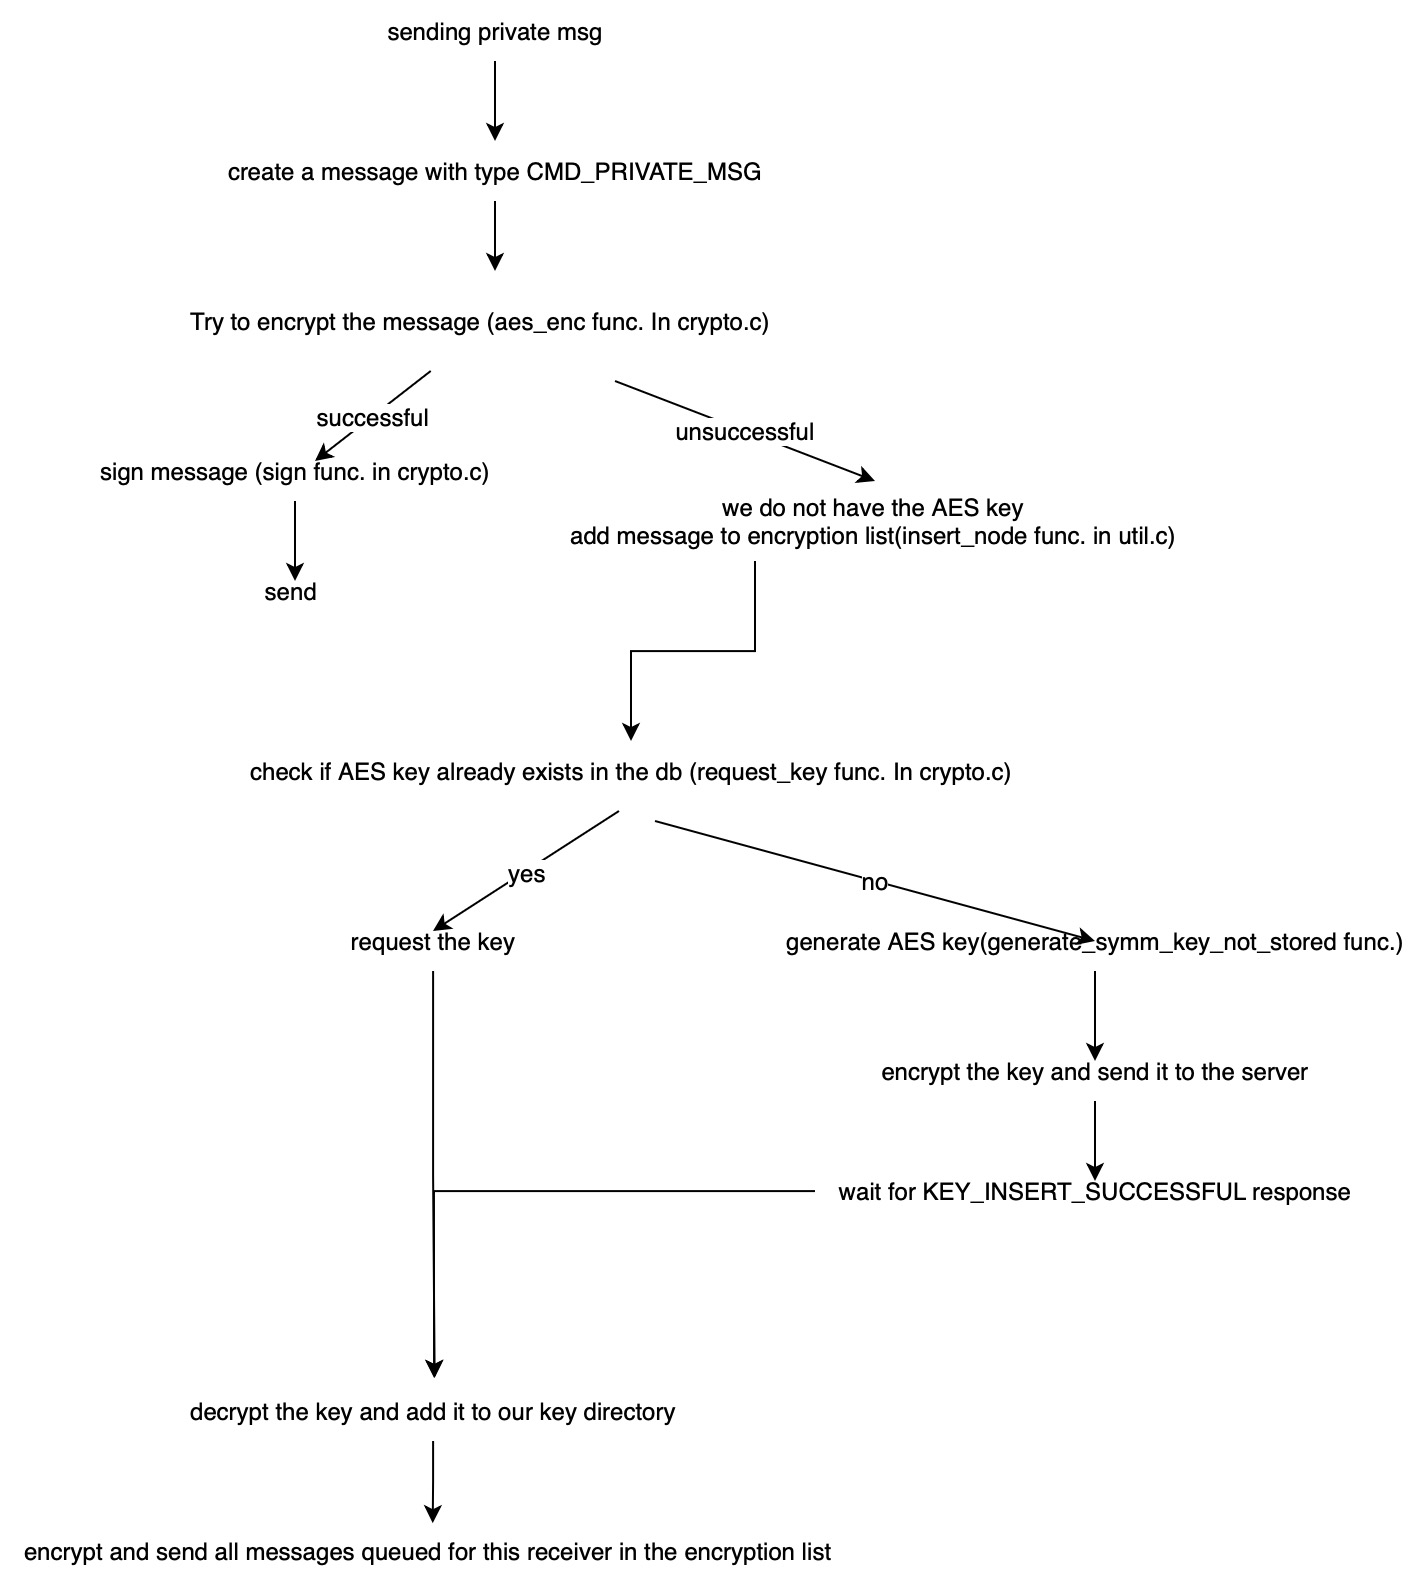 sending private msg
create a message with type CMD_PRIVATE_MSG
Try to encrypt the message (aes_enc func. In crypto.c)
successful
unsuccessful
sign message (sign func. in crypto.c)
we do not have the AES key
add message to encryption list(insert_node func. in util.c)
send
check if AES key already exists in the db (request_key func. In crypto.c)
yes
no
request the key
generate AES key(generate_symm_key_not_stored func.)
encrypt the key and send it to the server
wait for KEY_INSERT_SUCCESSFUL response
decrypt the key and add it to our key directory
encrypt and send all messages queued for this receiver in the encryption list